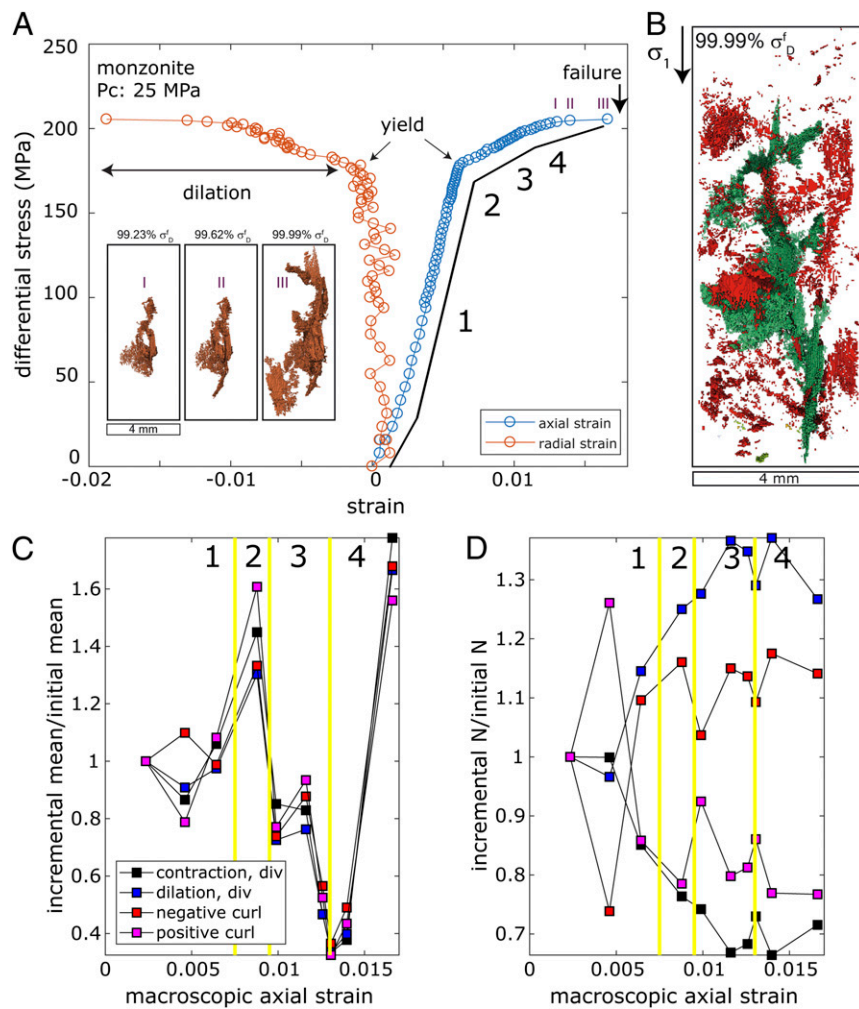 A
monzonite
Pc: 25 MPa
failure
I II III
yield
dilation
99.23% σᶠ_D 99.62% σᶠ_D 99.99% σᶠ_D
I II III
4 mm
1
2
3
4
axial strain
radial strain
differential stress (MPa)
250
200
150
100
50
0
-0.02 -0.01 0 0.01
strain
B
σ₁
99.99% σᶠ_D
4 mm
C
1 2 3 4
incremental mean/initial mean
1.6
1.4
1.2
1
0.8
0.6
0.4
contraction, div
dilation, div
negative curl
positive curl
0 0.005 0.01 0.015
macroscopic axial strain
D
1 2 3 4
incremental N/initial N
1.3
1.2
1.1
1
0.9
0.8
0.7
0 0.005 0.01 0.015
macroscopic axial strain